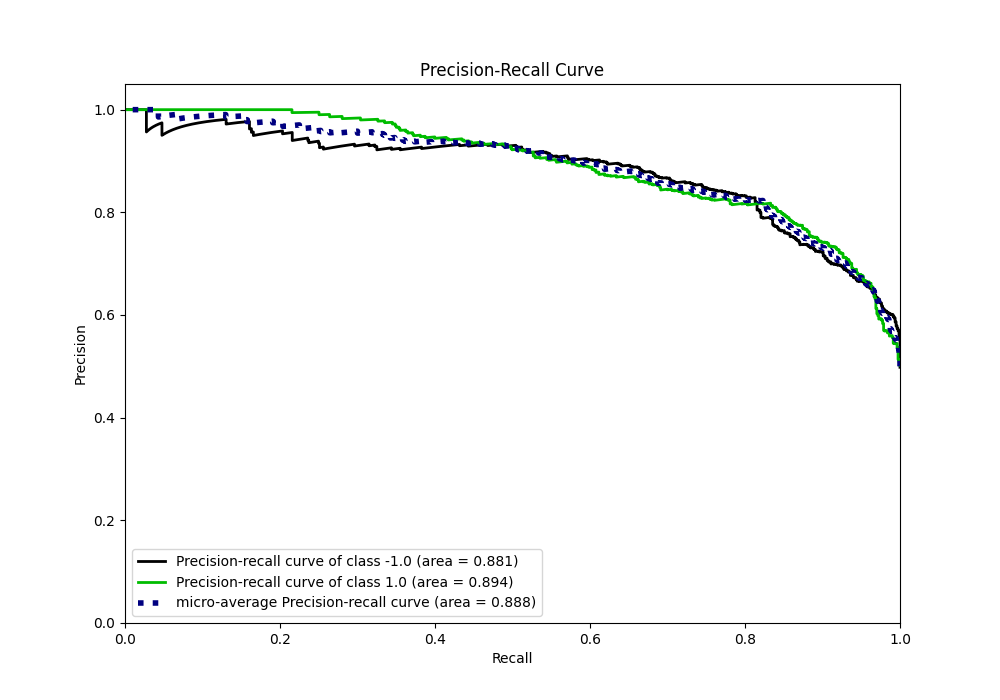 Precision-Recall Curve
1.0
0.8
0.6
0.4
0.2
0.0
Precision
Precision-recall curve of class -1.0 (area = 0.881)
Precision-recall curve of class 1.0 (area = 0.894)
micro-average Precision-recall curve (area = 0.888)
0.0 0.2 0.4 0.6 0.8 1.0
Recall